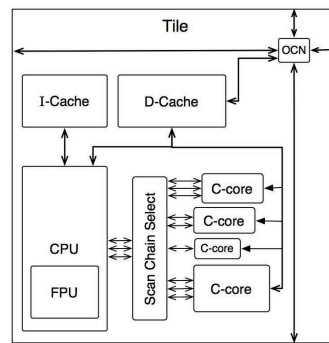 Tile
OCN
I-Cache
D-Cache
CPU
FPU
Scan Chain Select
C-core
C-core
C-core
C-core